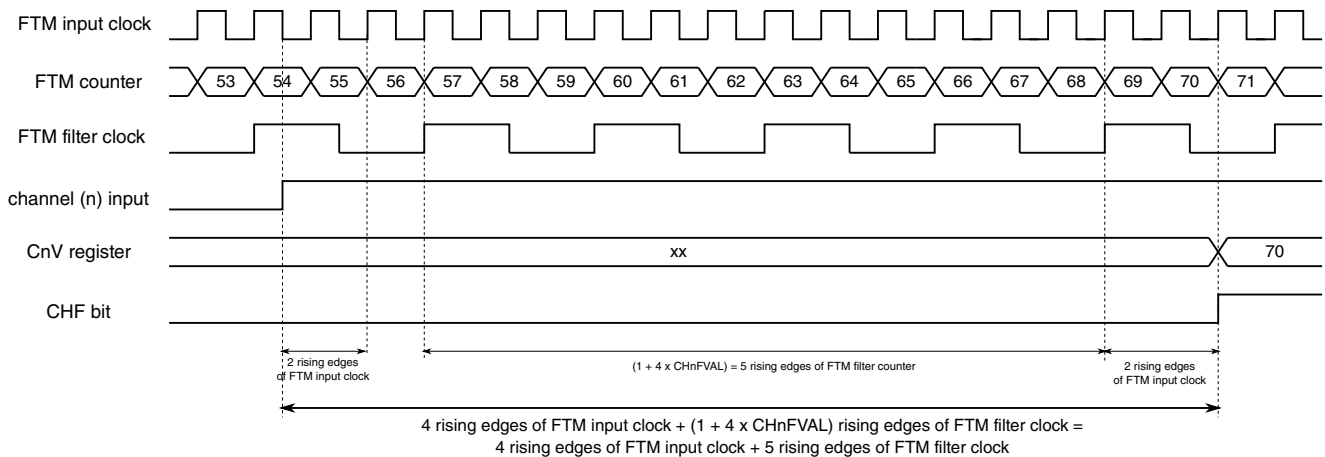 FTM input clock
FTM counter
53 54 55 56 57 58 59 60 61 62 63 64 65 66 67 68 69 70 71
FTM filter clock
channel (n) input
CnV register
xx
70
CHF bit
2 rising edges
of FTM input clock
(1 + 4 x CHnFVAL) = 5 rising edges of FTM filter counter
2 rising edges
of FTM input clock
4 rising edges of FTM input clock + (1 + 4 x CHnFVAL) rising edges of FTM filter clock =
4 rising edges of FTM input clock + 5 rising edges of FTM filter clock